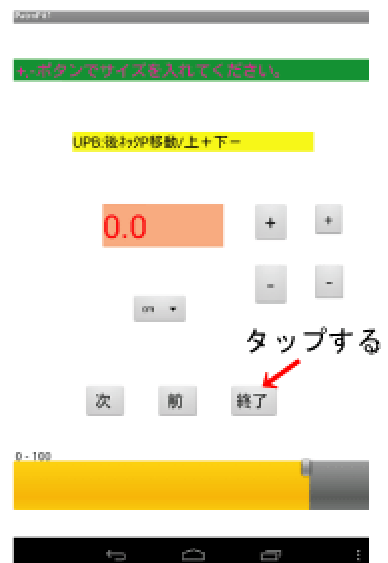 +.-ボタンでサイズを入れてください。
UPB:後ネックP移動/上+下-
0.0
+ +
- -
cm
タップする
次 前 終了
0 - 100